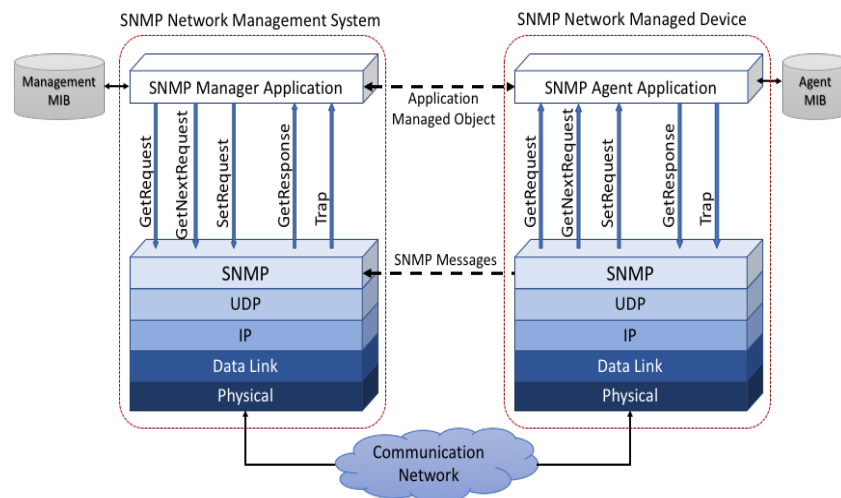 SNMP Network Management System
SNMP Network Managed Device
Management
MIB
SNMP Manager Application
Application
Managed Object
SNMP Agent Application
Agent
MIB
GetRequest
GetNextRequest
SetRequest
GetResponse
Trap
GetRequest
GetNextRequest
SetRequest
GetResponse
Trap
SNMP Messages
SNMP
UDP
IP
Data Link
Physical
SNMP
UDP
IP
Data Link
Physical
Communication
Network